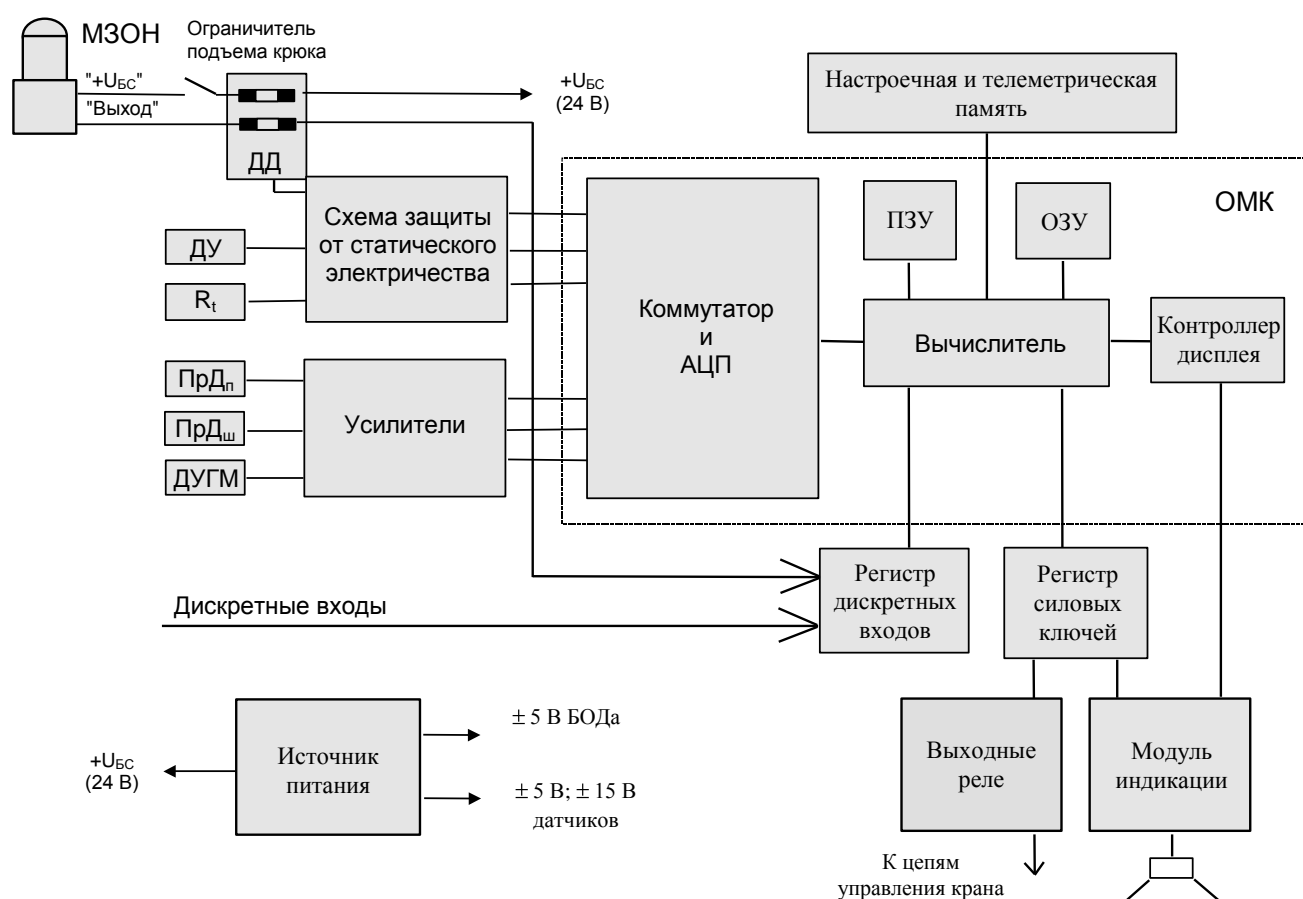 МЗОН
Ограничитель
подъема крюка
"+UБС"
"Выход"
+UБС
(24 В)
ДД
Настроечная и телеметрическая
память
ОМК
Схема защиты
от статического
электричества
ДУ
Rt
Коммутатор
и
АЦП
ПЗУ
ОЗУ
Вычислитель
Контроллер
дисплея
ПрДп
ПрДш
ДУГМ
Усилители
Дискретные входы
Регистр
дискретных
входов
Регистр
силовых
ключей
+UБС
(24 В)
Источник
питания
± 5 В БОДа
± 5 В; ± 15 В
датчиков
Выходные
реле
Модуль
индикации
К цепям
управления крана